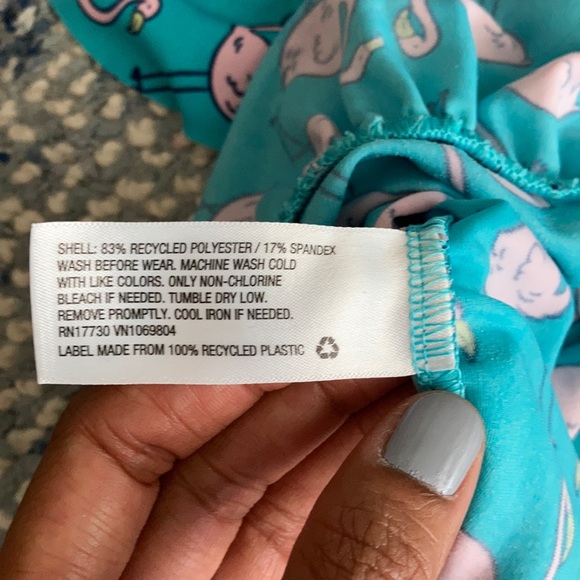 SHELL: 83% RECYCLED POLYESTER / 17% SPANDEX
WASH BEFORE WEAR. MACHINE WASH COLD
WITH LIKE COLORS. ONLY NON-CHLORINE
BLEACH IF NEEDED. TUMBLE DRY LOW.
REMOVE PROMPTLY. COOL IRON IF NEEDED.
RN17730 VN1069804
LABEL MADE FROM 100% RECYCLED PLASTIC